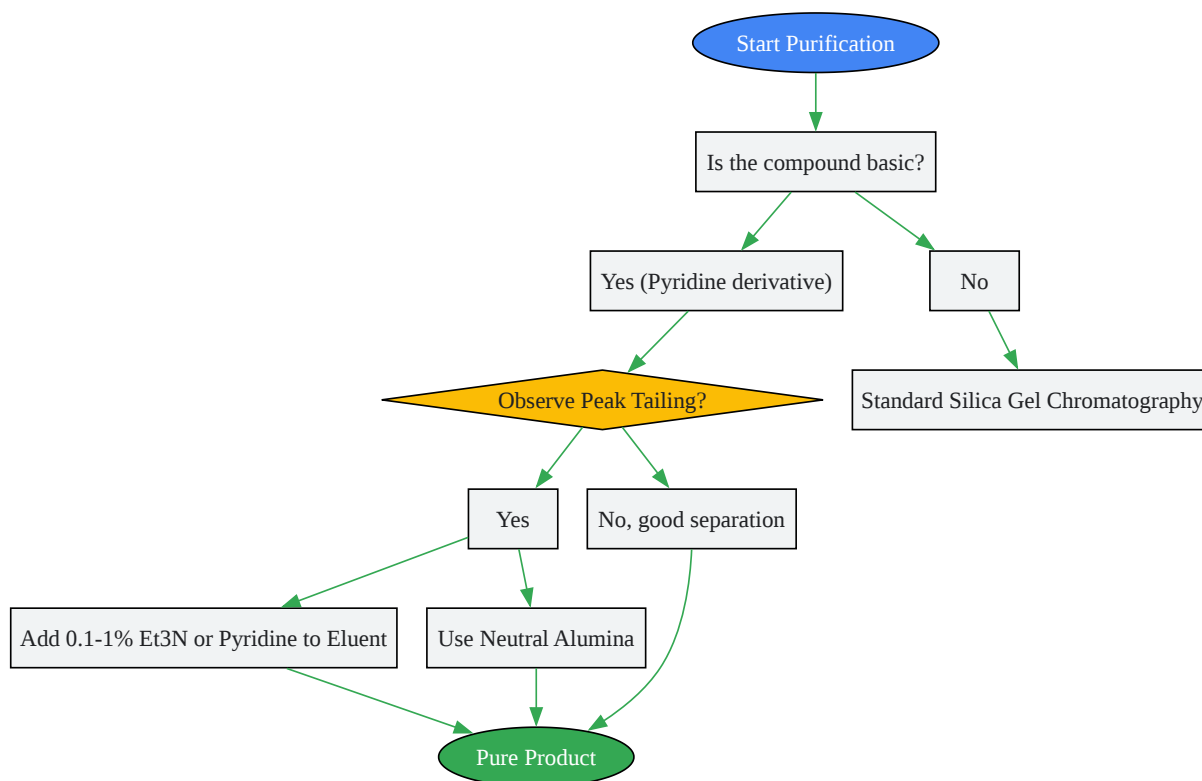 Start Purification
Is the compound basic?
Yes (Pyridine derivative)
No
Observe Peak Tailing?
Standard Silica Gel Chromatography
Yes
No, good separation
Add 0.1-1% Et3N or Pyridine to Eluent
Use Neutral Alumina
Pure Product